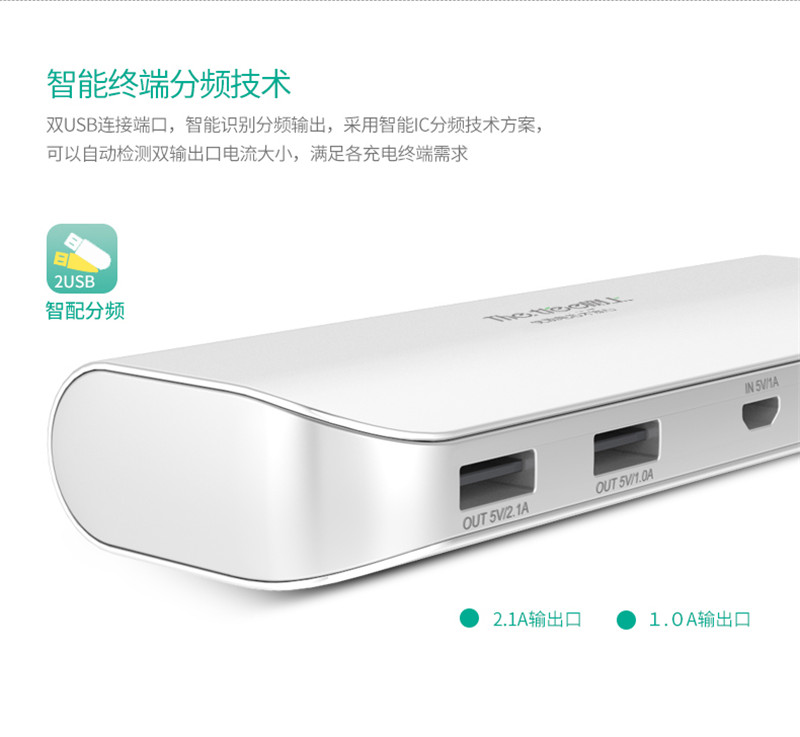 智能终端分频技术
双USB连接端口，智能识别分频输出，采用智能IC分频技术方案，
可以自动检测双输出口电流大小，满足各充电终端需求
2USB
智配分频
IN 5V/1A
OUT 5V/1.0A
OUT 5V/2.1A
2.1A输出口
1.0A输出口